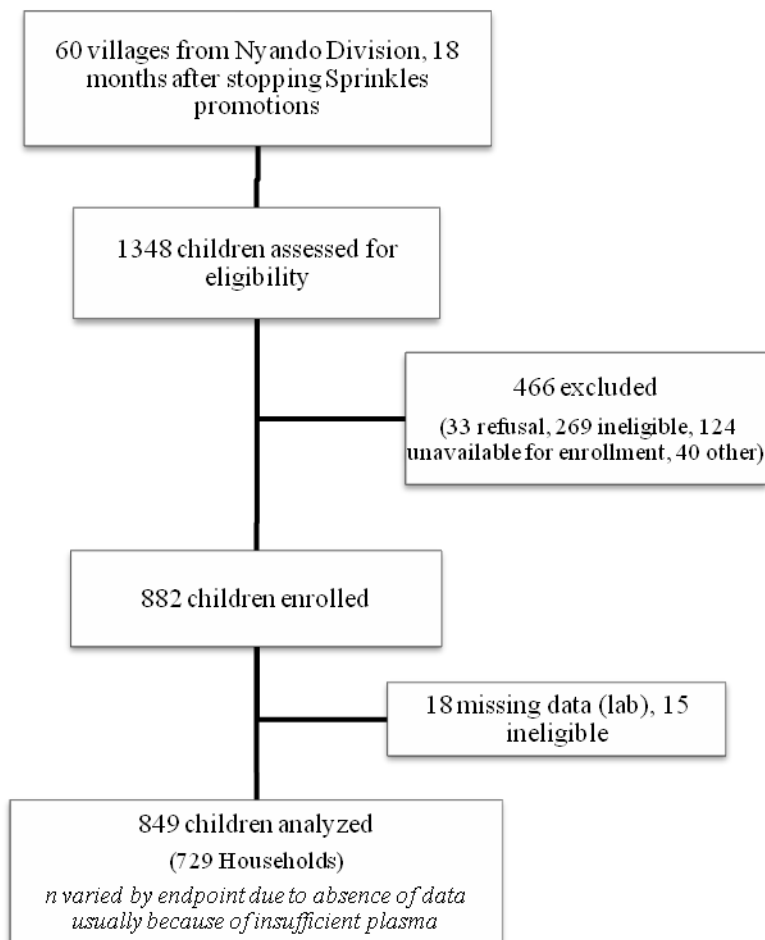 60 villages from Nyando Division, 18
months after stopping Sprinkles
promotions
1348 children assessed for
eligibility
466 excluded
(33 refusal, 269 ineligible, 124
unavailable for enrollment, 40 other)
882 children enrolled
18 missing data (lab), 15
ineligible
849 children analyzed
(729 Households)
n varied by endpoint due to absence of data
usually because of insufficient plasma